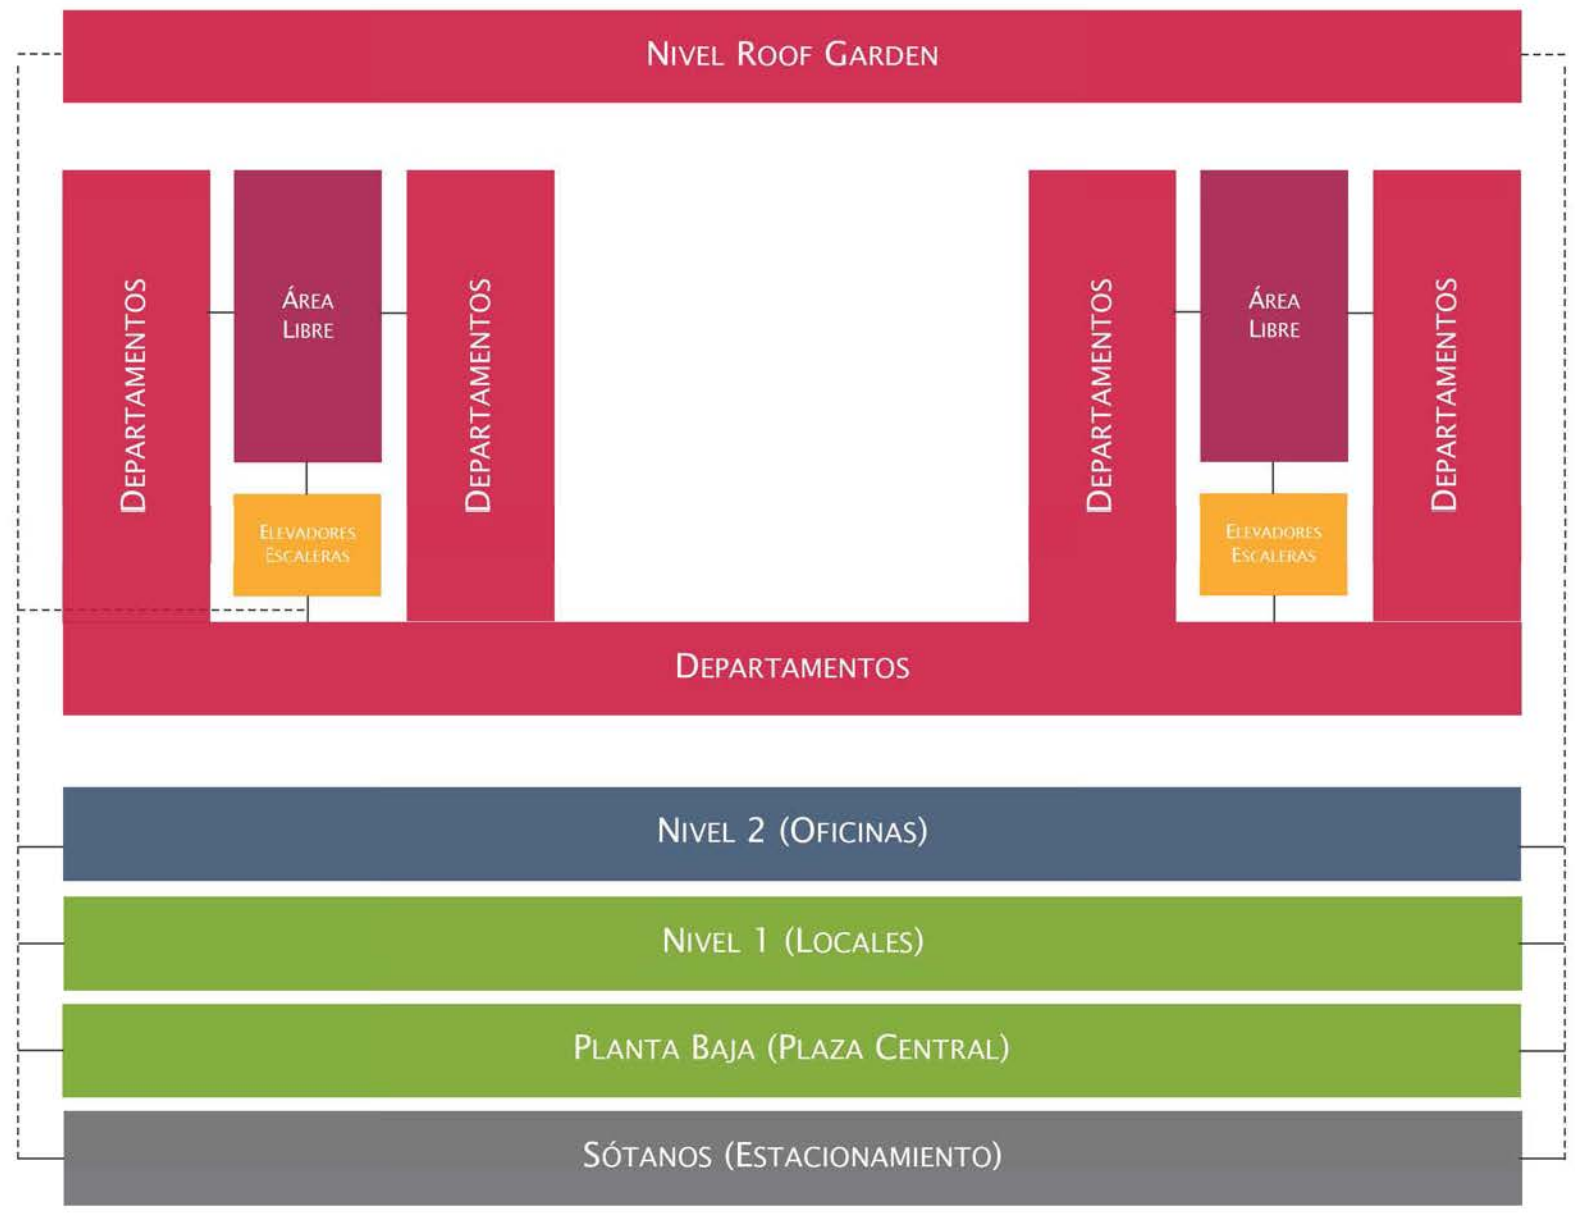 Nivel Roof Garden
Departamentos
Área
Libre
Departamentos
Elevadores
Escaleras
Departamentos
Área
Libre
Departamentos
Elevadores
Escaleras
Departamentos
Nivel 2 (Oficinas)
Nivel 1 (Locales)
Planta Baja (Plaza Central)
Sótanos (Estacionamiento)